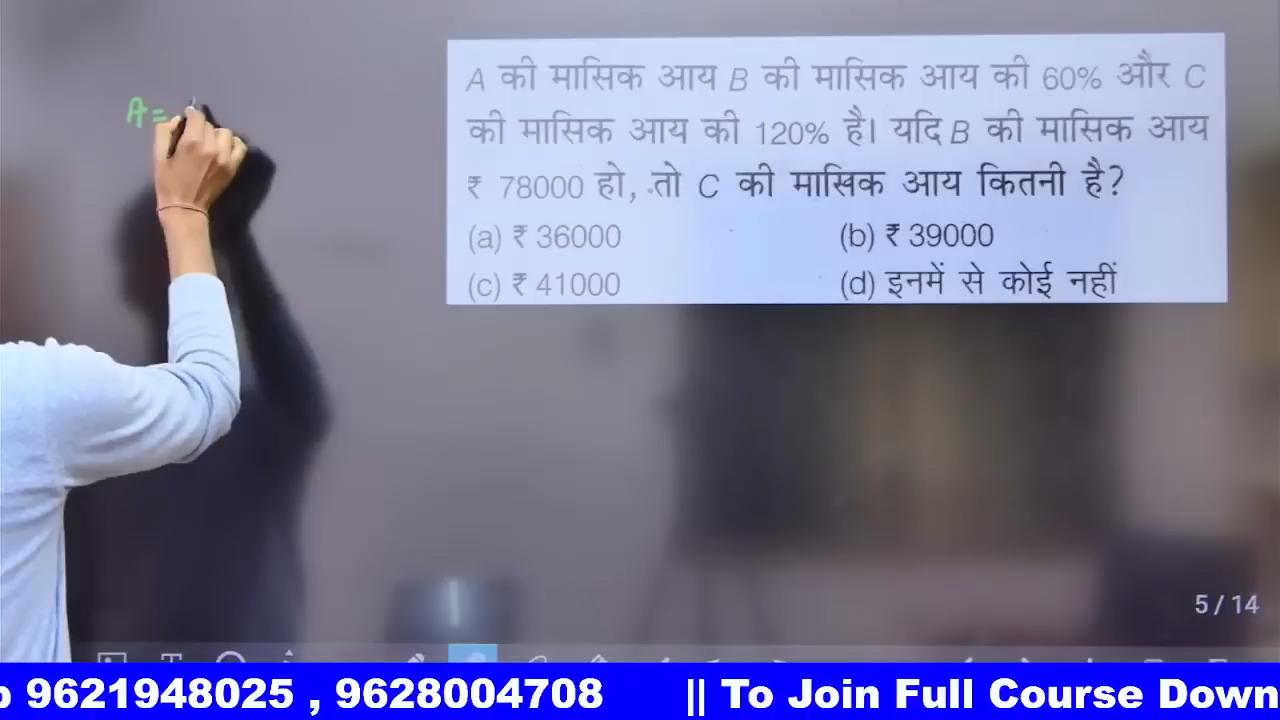 A =
A की मासिक आय B की मासिक आय की 60% और C
की मासिक आय की 120% है। यदि B की मासिक आय
₹ 78000 हो, तो C की मासिक आय कितनी है?
(a) ₹ 36000 (b) ₹ 39000
(c) ₹ 41000 (d) इनमें से कोई नहीं
5 / 14
9621948025 , 9628004708 || To Join Full Course Down